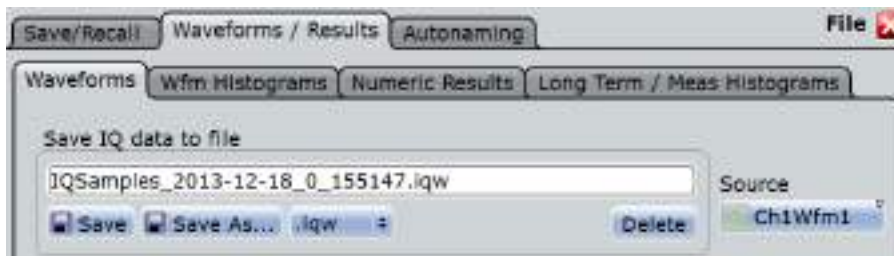 Save/Recall Waveforms / Results Autonaming File
Waveforms Wfm Histograms Numeric Results Long Term / Meas Histograms
Save IQ data to file
IQSamples_2013-12-18_0_155147.iqw
Source
Save Save As... .iqw Delete Ch1Wfm1